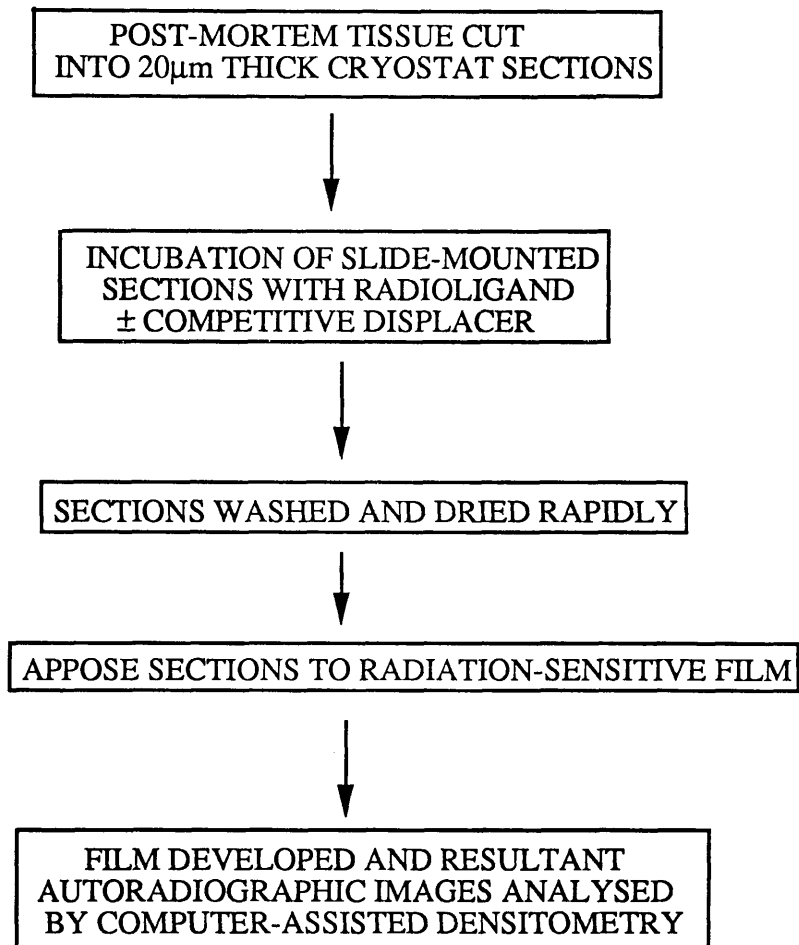 POST-MORTEM TISSUE CUT
INTO 20µm THICK CRYOSTAT SECTIONS
INCUBATION OF SLIDE-MOUNTED
SECTIONS WITH RADIOLIGAND
± COMPETITIVE DISPLACER
SECTIONS WASHED AND DRIED RAPIDLY
APPOSE SECTIONS TO RADIATION-SENSITIVE FILM
FILM DEVELOPED AND RESULTANT
AUTORADIOGRAPHIC IMAGES ANALYSED
BY COMPUTER-ASSISTED DENSITOMETRY